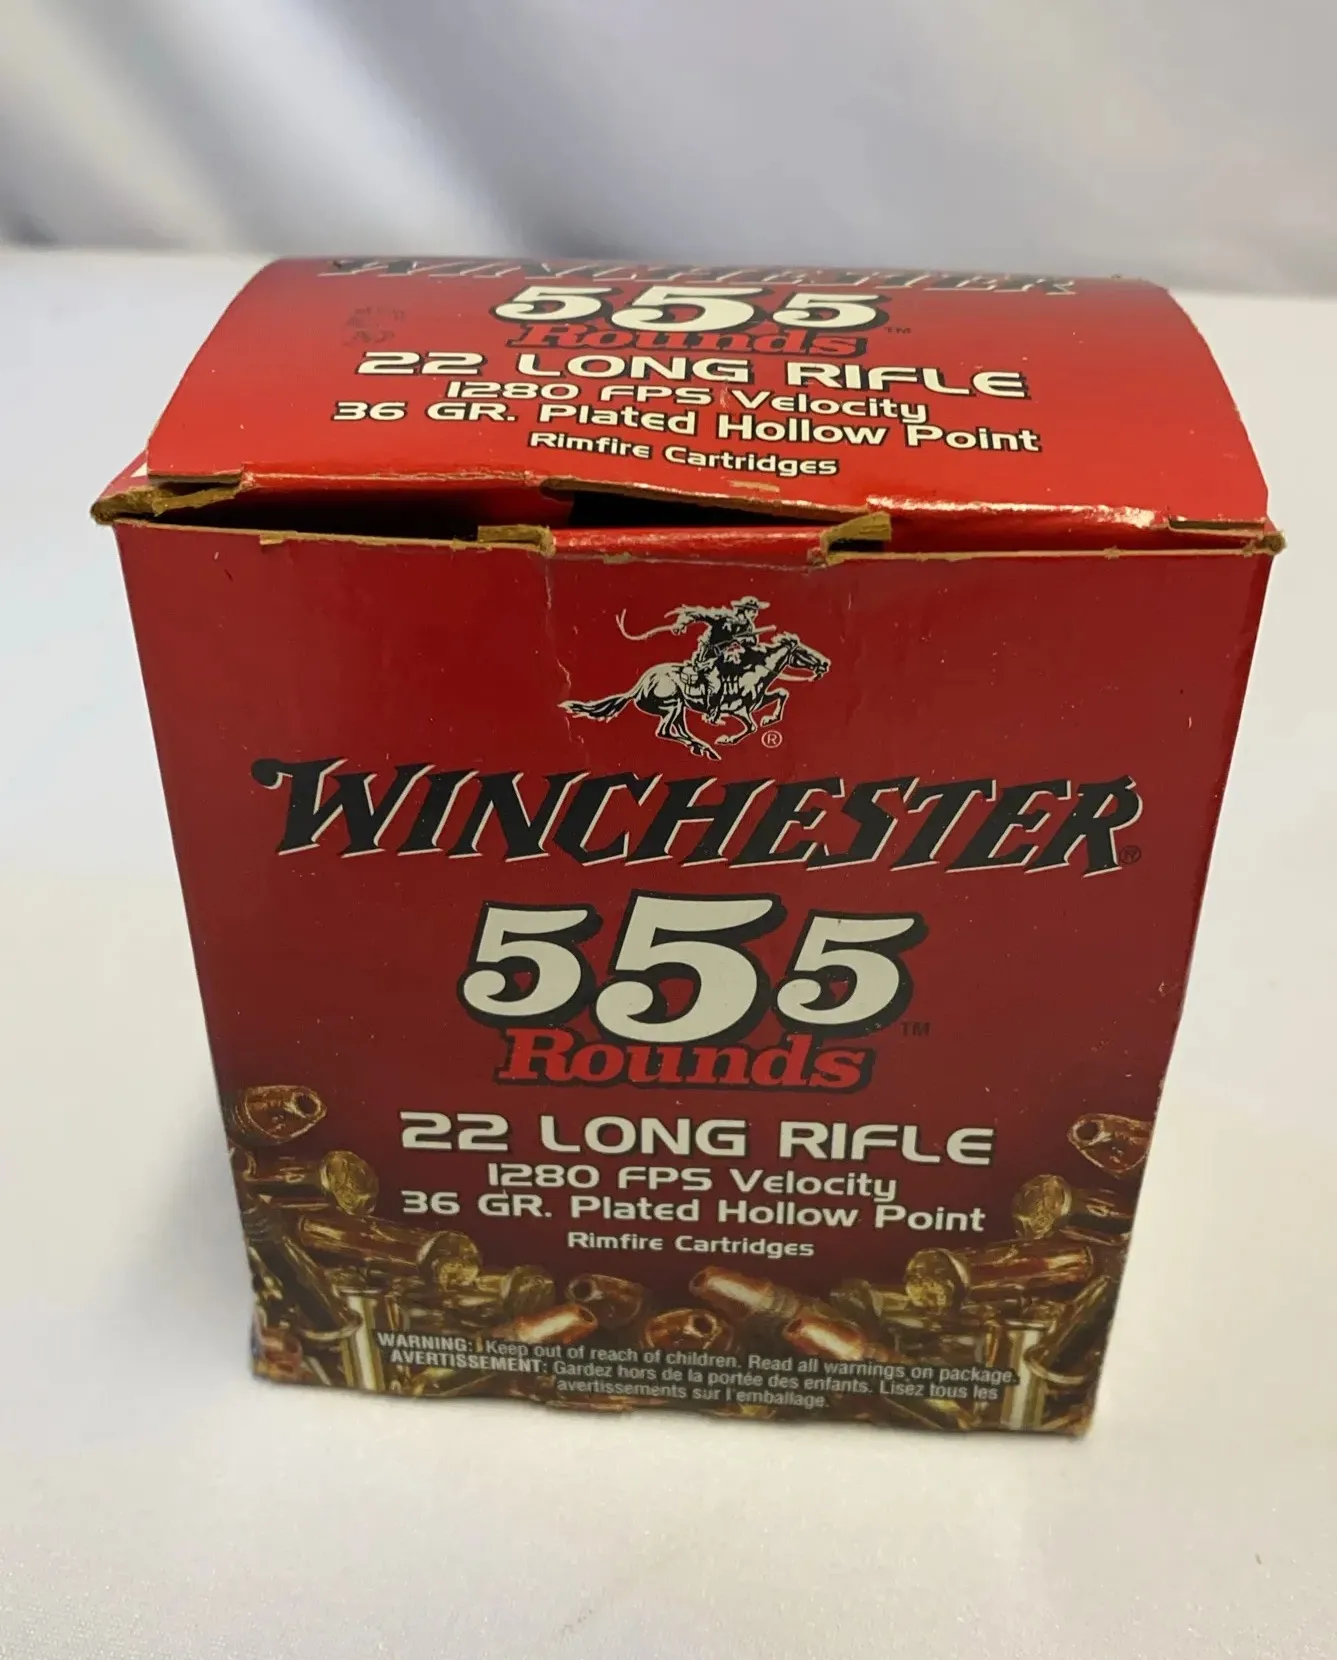 WINCHESTER
555™
Rounds
22 LONG RIFLE
1280 FPS Velocity
36 GR. Plated Hollow Point
Rimfire Cartridges
®
WINCHESTER®
555™
Rounds
22 LONG RIFLE
1280 FPS Velocity
36 GR. Plated Hollow Point
Rimfire Cartridges
WARNING: Keep out of reach of children. Read all warnings on package.
AVERTISSEMENT: Gardez hors de la portée des enfants. Lisez tous les
avertissements sur l'emballage.